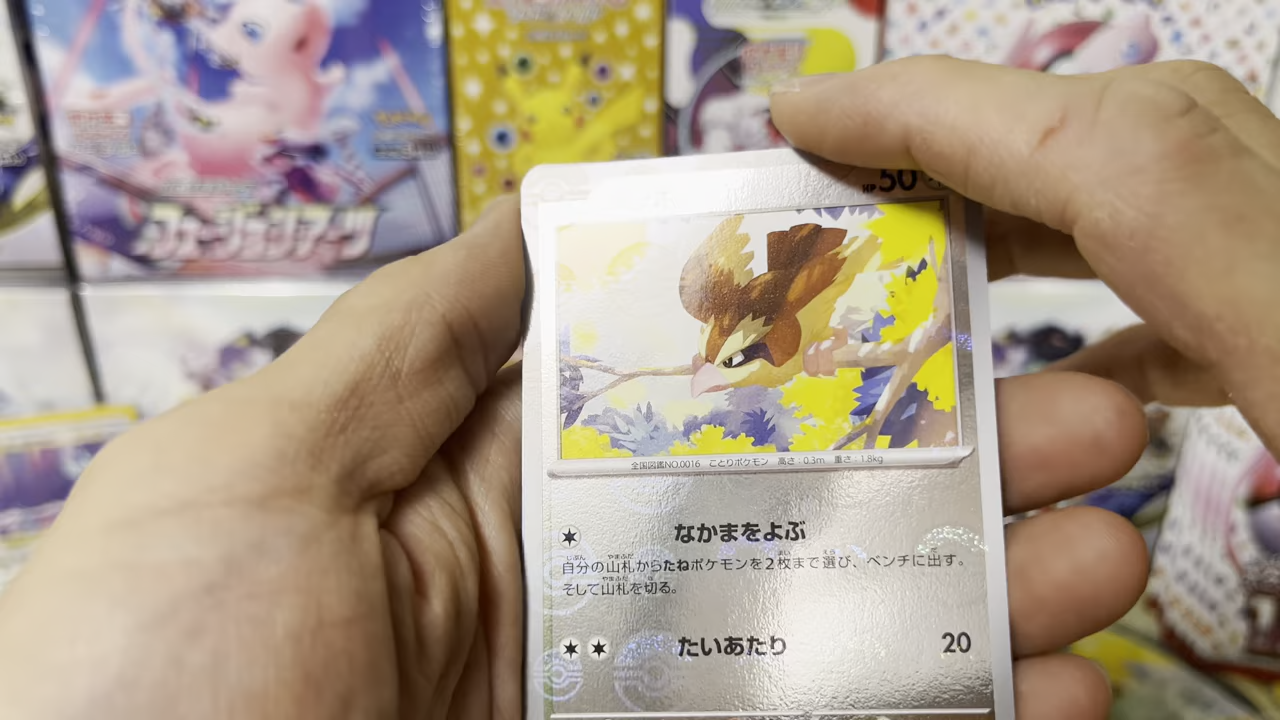 フュージョンアーツ
HP 50
全国図鑑NO.0016 ことりポケモン 高さ:0.3m 重さ:1.8kg
なかまをよぶ
自分の山札からたねポケモンを2枚まで選び、ベンチに出す。
そして山札を切る。
たいあたり 20